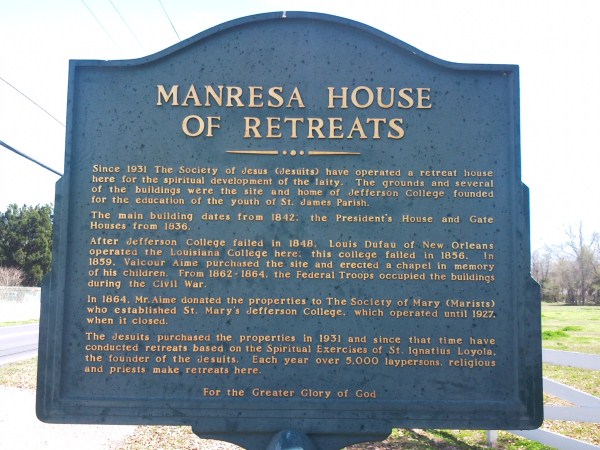 MANRESA HOUSE
OF RETREATS
Since 1931 The Society of Jesus (Jesuits) have operated a retreat house
here for the spiritual development of the laity. The grounds and several
of the buildings were the site and home of Jefferson College founded
for the education of the youth of St. James Parish.
The main building dates from 1842; the President's House and Gate
Houses from 1836.
After Jefferson College failed in 1848, Louis Dufau of New Orleans
operated the Louisiana College here; this college failed in 1856. In
1859, Valcour Aime purchased the site and erected a chapel in memory
of his children. From 1862-1864, the Federal Troops occupied the buildings
during the Civil War.
In 1864, Mr. Aime donated the properties to The Society of Mary (Marists)
who established St. Mary's Jefferson College, which operated until 1927,
when it closed.
The Jesuits purchased the properties in 1931 and since that time have
conducted retreats based on the Spiritual Exercises of St. Ignatius Loyola,
the founder of the Jesuits. Each year over 5,000 laypersons, religious
and priests make retreats here.
For the Greater Glory of God